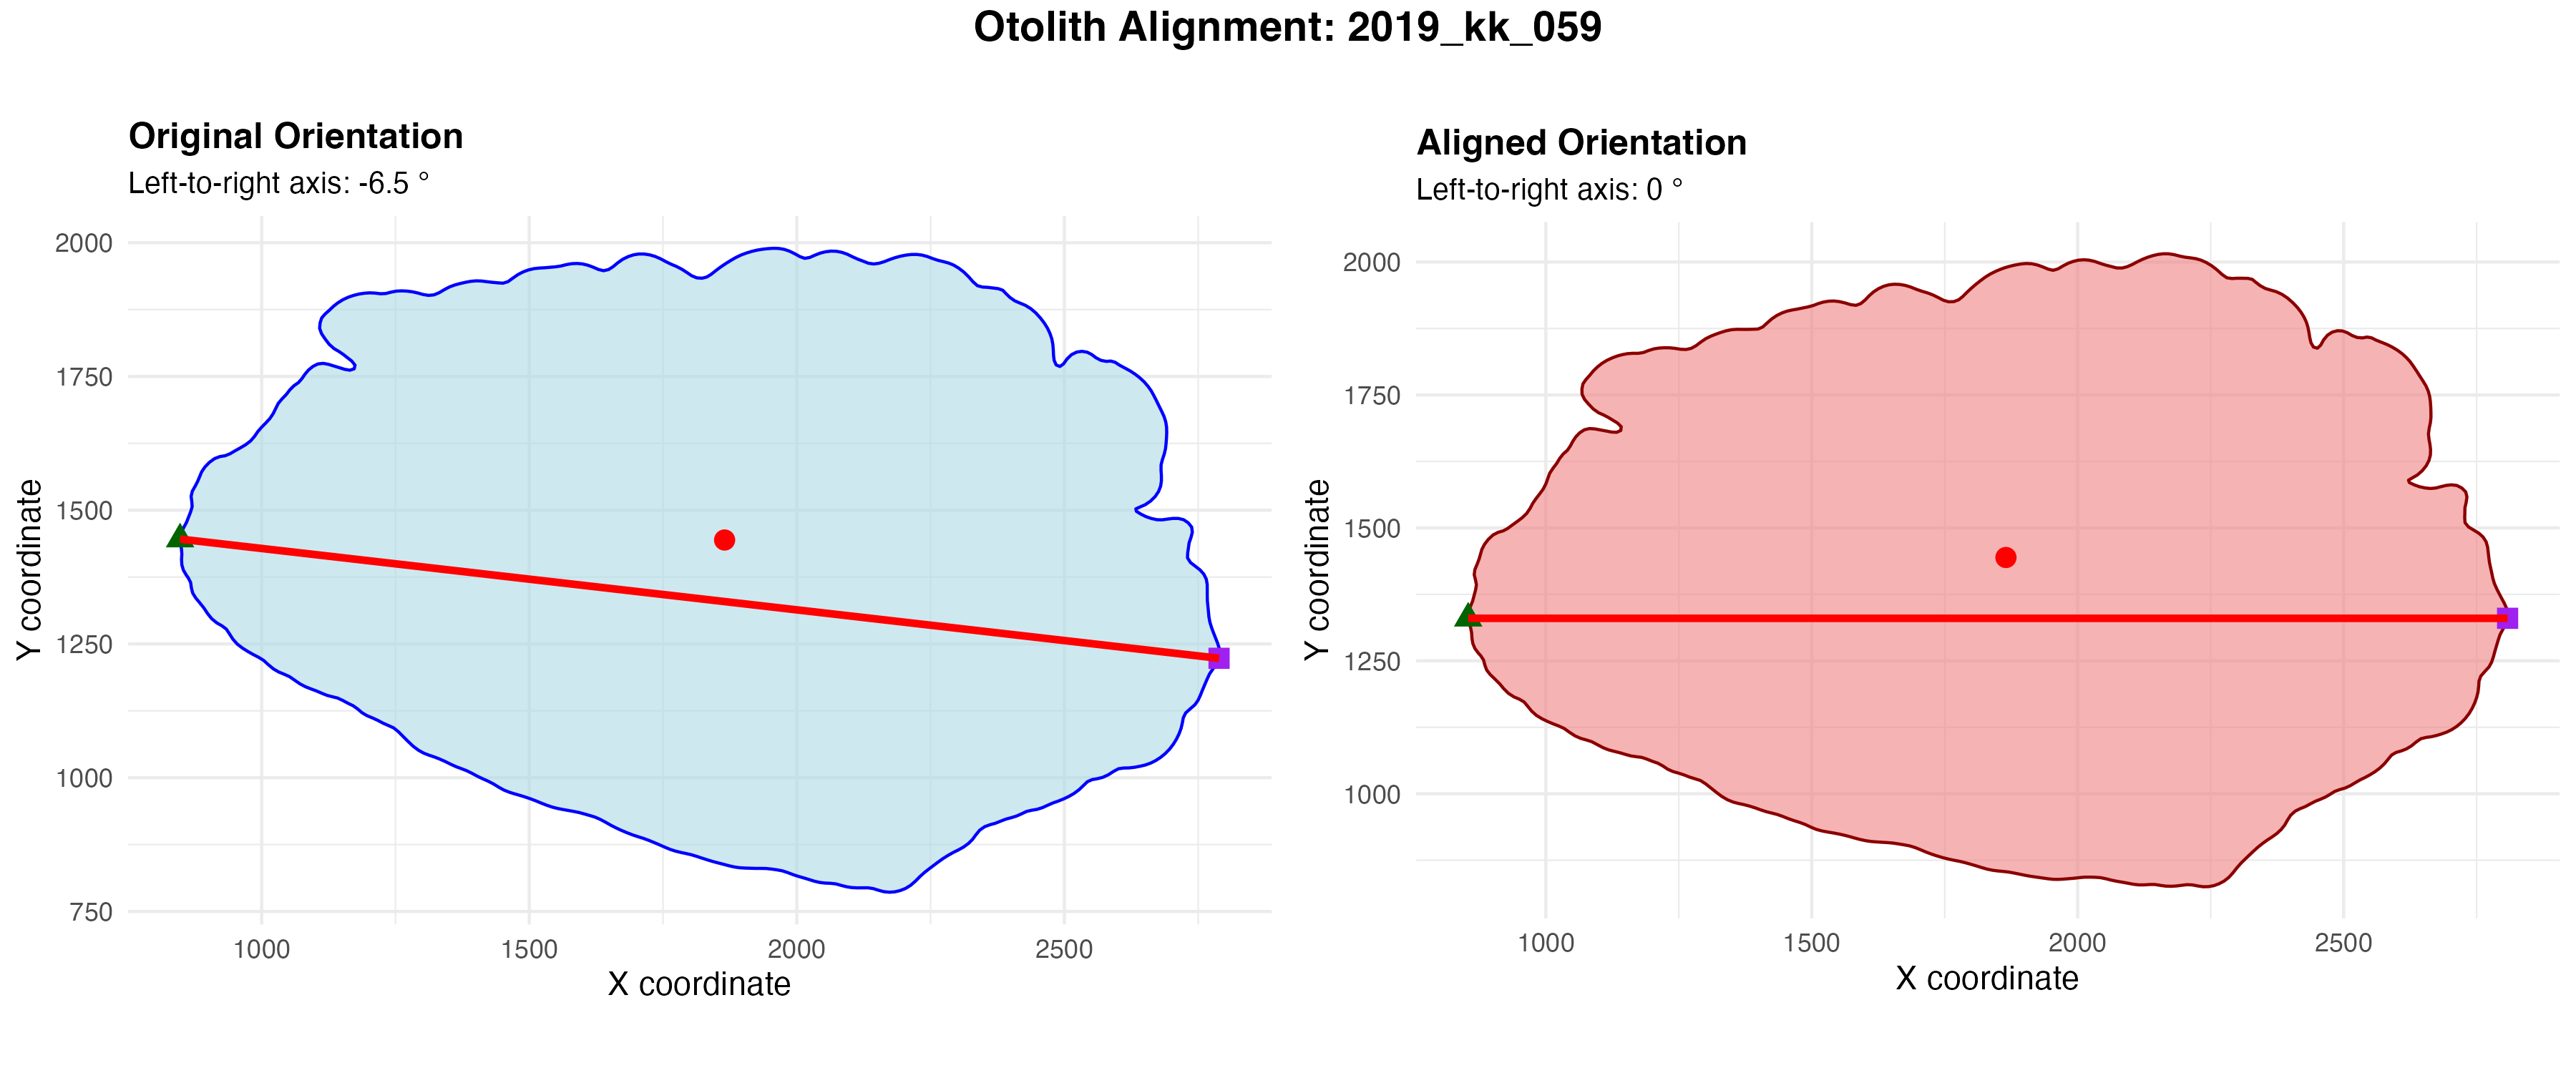 Otolith Alignment: 2019_kk_059
Original Orientation
Left-to-right axis: -6.5 °
2000
1750
1500
1250
1000
750
Y coordinate
1000
1500
2000
2500
X coordinate
Aligned Orientation
Left-to-right axis: 0 °
2000
1750
1500
1250
1000
Y coordinate
1000
1500
2000
2500
X coordinate